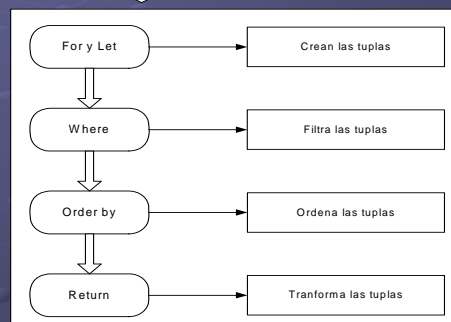 For y Let
Crean las tuplas
Where
Filtra las tuplas
Order by
Ordena las tuplas
Return
Tranforma las tuplas